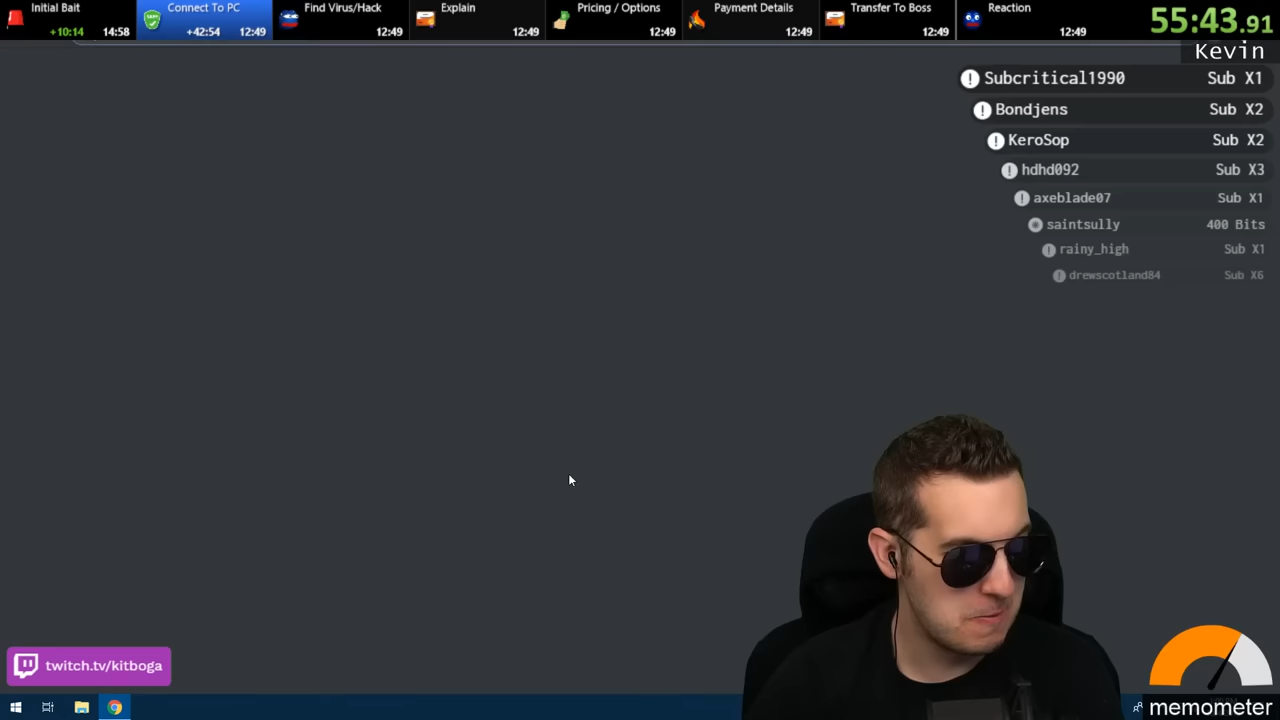 Initial Bait
+10:14 14:58
Connect To PC
+42:54 12:49
Find Virus/Hack
12:49
Explain
12:49
Pricing / Options
12:49
Payment Details
12:49
Transfer To Boss
12:49
Reaction
12:49
55:43.91
Kevin
Subcritical1990 Sub X1
Bondjens Sub X2
KeroSop Sub X2
hdhd092 Sub X3
axeblade07 Sub X1
saintsully 400 Bits
rainy_high Sub X1
drewscotland84 Sub X6
twitch.tv/kitboga
memometer